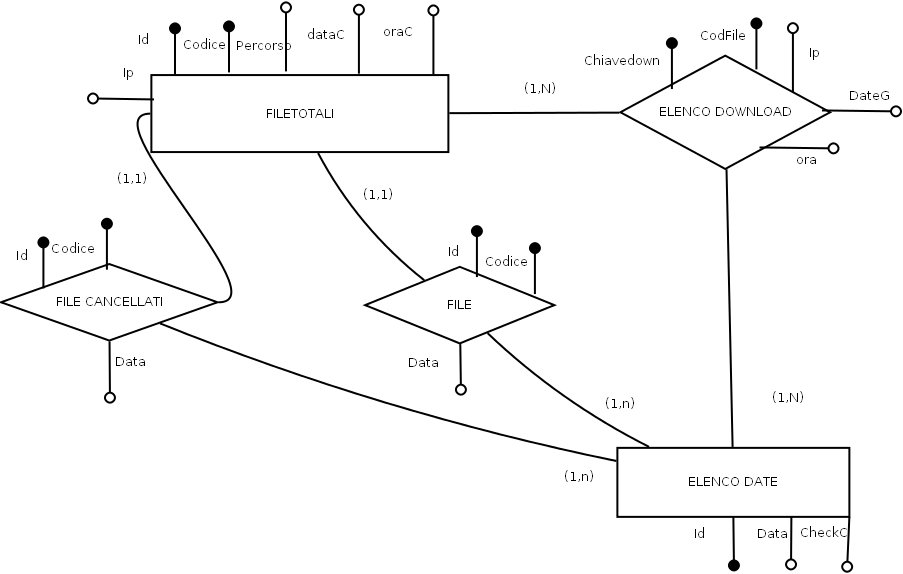 Id
Codice
Percorso
dataC
oraC
Ip
FILETOTALI
(1,N)
Chiavedown
CodFile
Ip
DateG
ELENCO DOWNLOAD
ora
(1,1)
(1,1)
Id
Codice
FILE CANCELLATI
Data
Id
Codice
FILE
Data
(1,n)
(1,N)
(1,n)
ELENCO DATE
Id
Data
CheckC